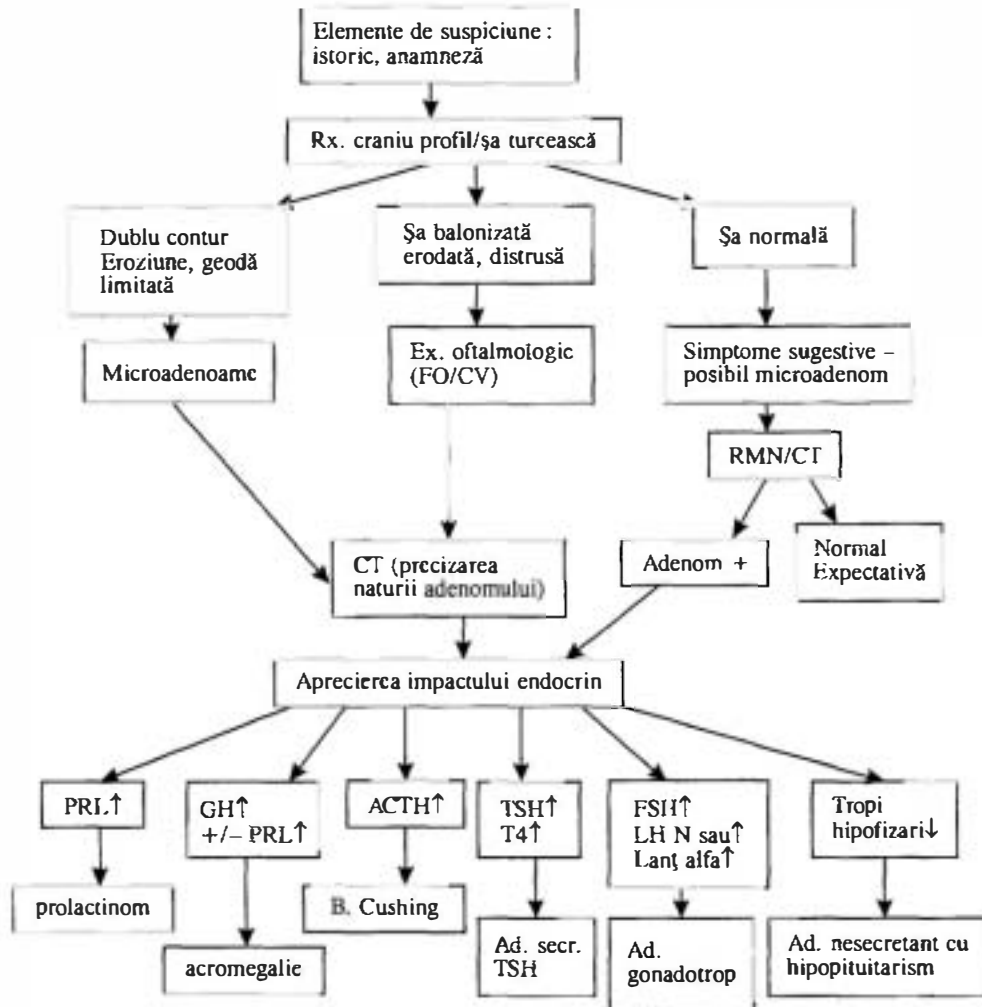 Elemente de suspiciune :
istoric, anamneză
Rx. craniu profil/şa turcească
Dublu contur
Eroziune, geodă
limitată
Şa balonizată
erodată, distrusă
Şa normală
Microadenoamc
Ex. oftalmologic
(FO/CV)
Simptome sugestive –
posibil microadenom
RMN/CT
CT (precizarea
naturii adenomului)
Adenom +
Normal
Expectativă
Aprecierca impactului endocrin
PRL↑
GH↑
+/– PRL↑
ACTH↑
TSH↑
T4↑
FSH↑
LH N sau↑
Lanţ alfa↑
Tropi
hipofizari↓
prolactinom
acromegalie
B. Cushing
Ad. secr.
TSH
Ad.
gonadotrop
Ad. nesecretant cu
hipopituitarism